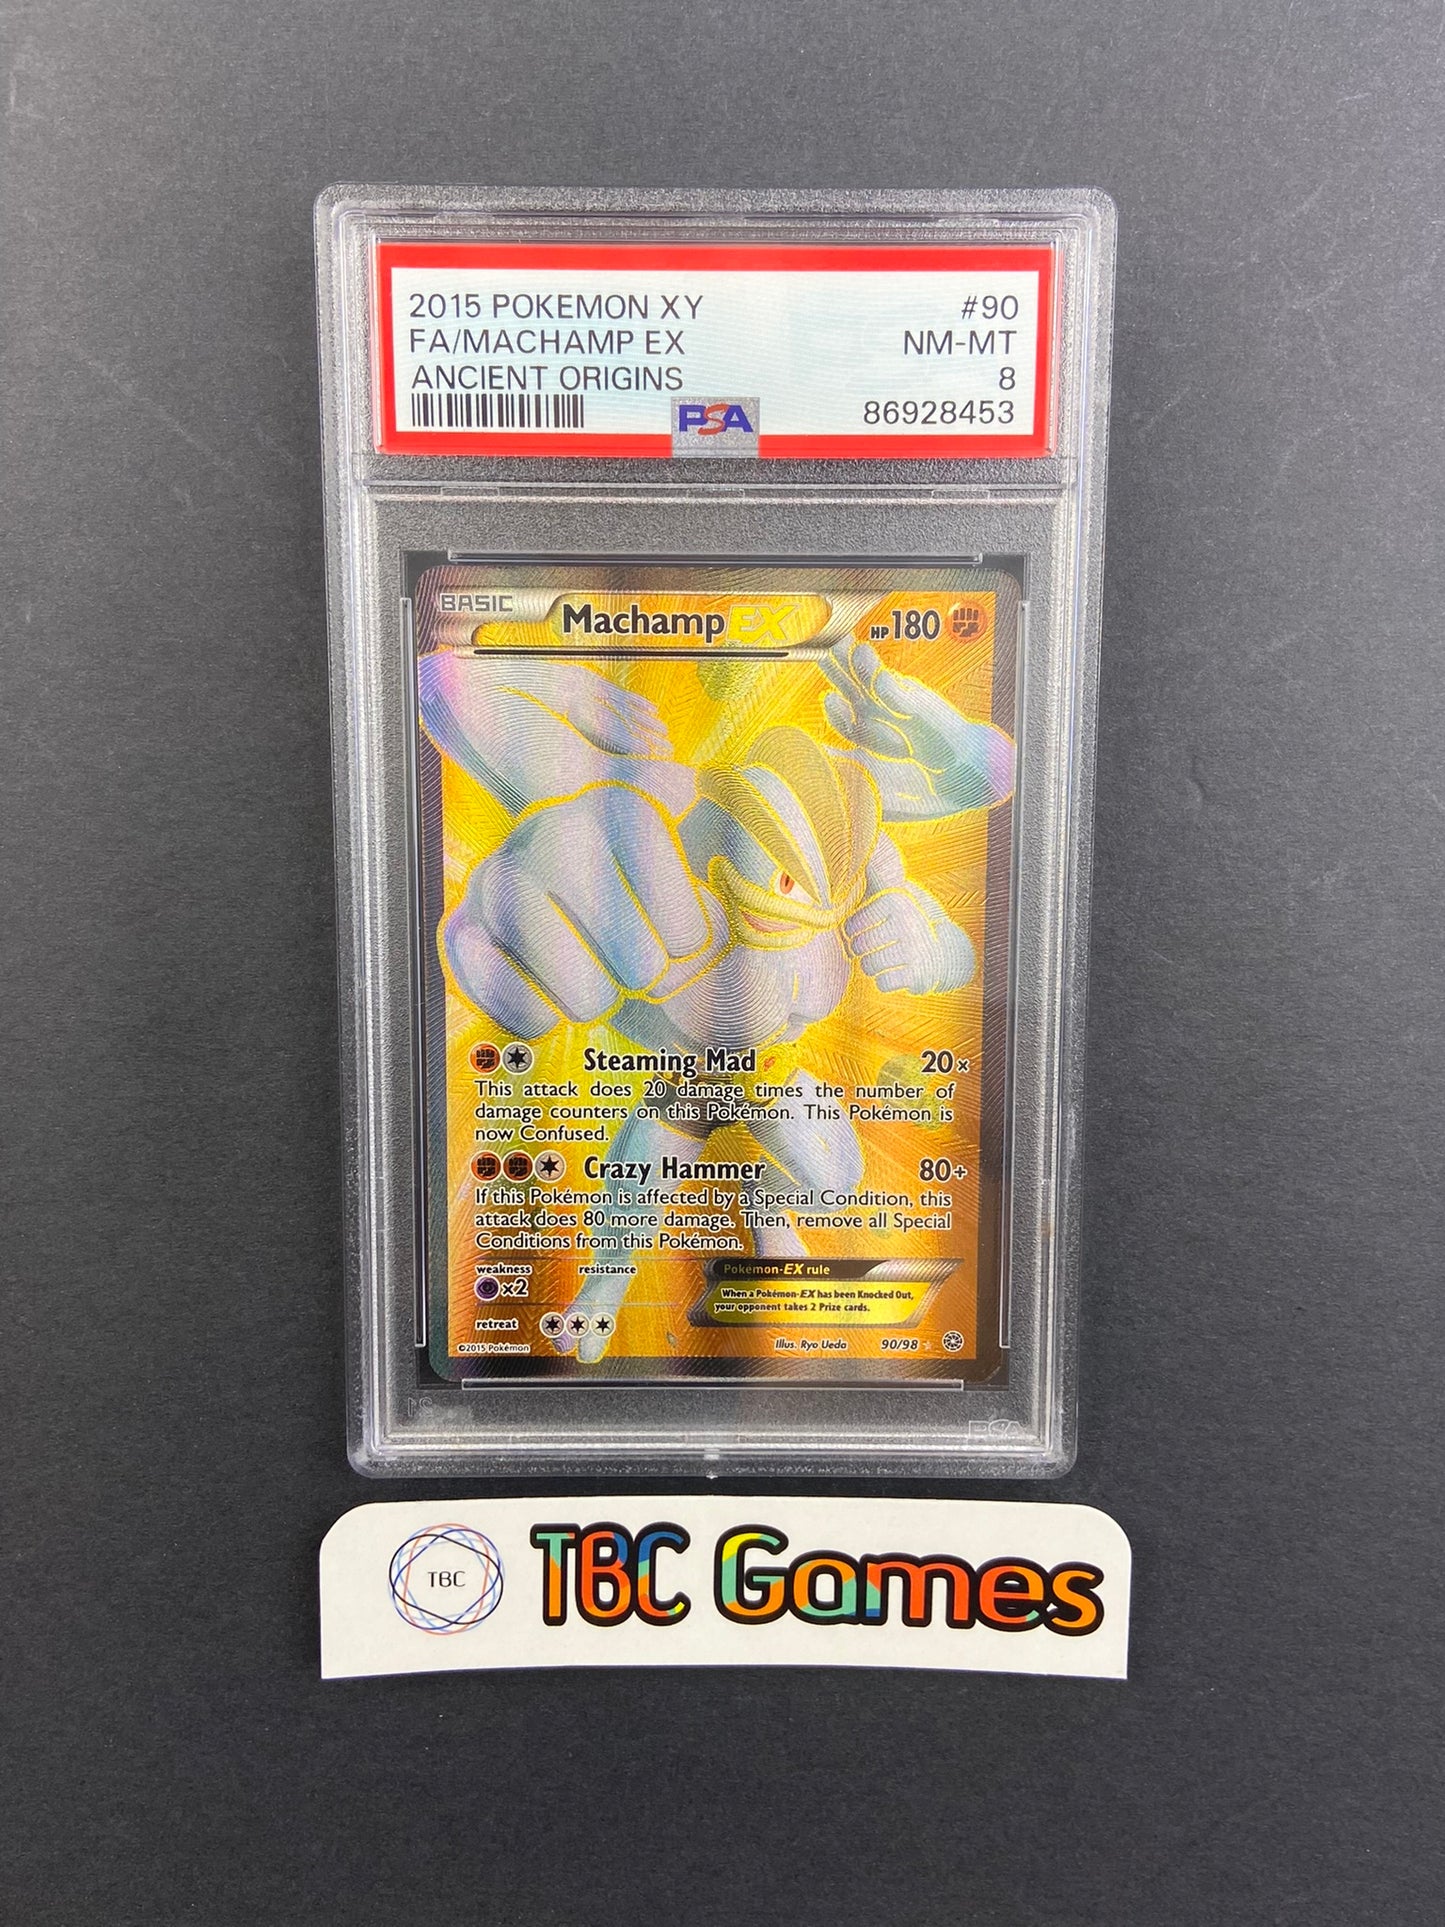 2015 POKEMON XY #90
FA/MACHAMP EX NM-MT
ANCIENT ORIGINS 8
PSA 86928453
BASIC MachampEX HP180
Steaming Mad 20×
This attack does 20 damage times the number of
damage counters on this Pokémon. This Pokémon is
now Confused.
Crazy Hammer 80+
If this Pokémon is affected by a Special Condition, this
attack does 80 more damage. Then, remove all Special
Conditions from this Pokémon.
weakness resistance
×2
Pokémon-EX rule
When a Pokémon-EX has been Knocked Out,
your opponent takes 2 Prize cards.
retreat
©2015 Pokémon Illus. Ryo Ueda 90/98
PSA
TBC TBC Games